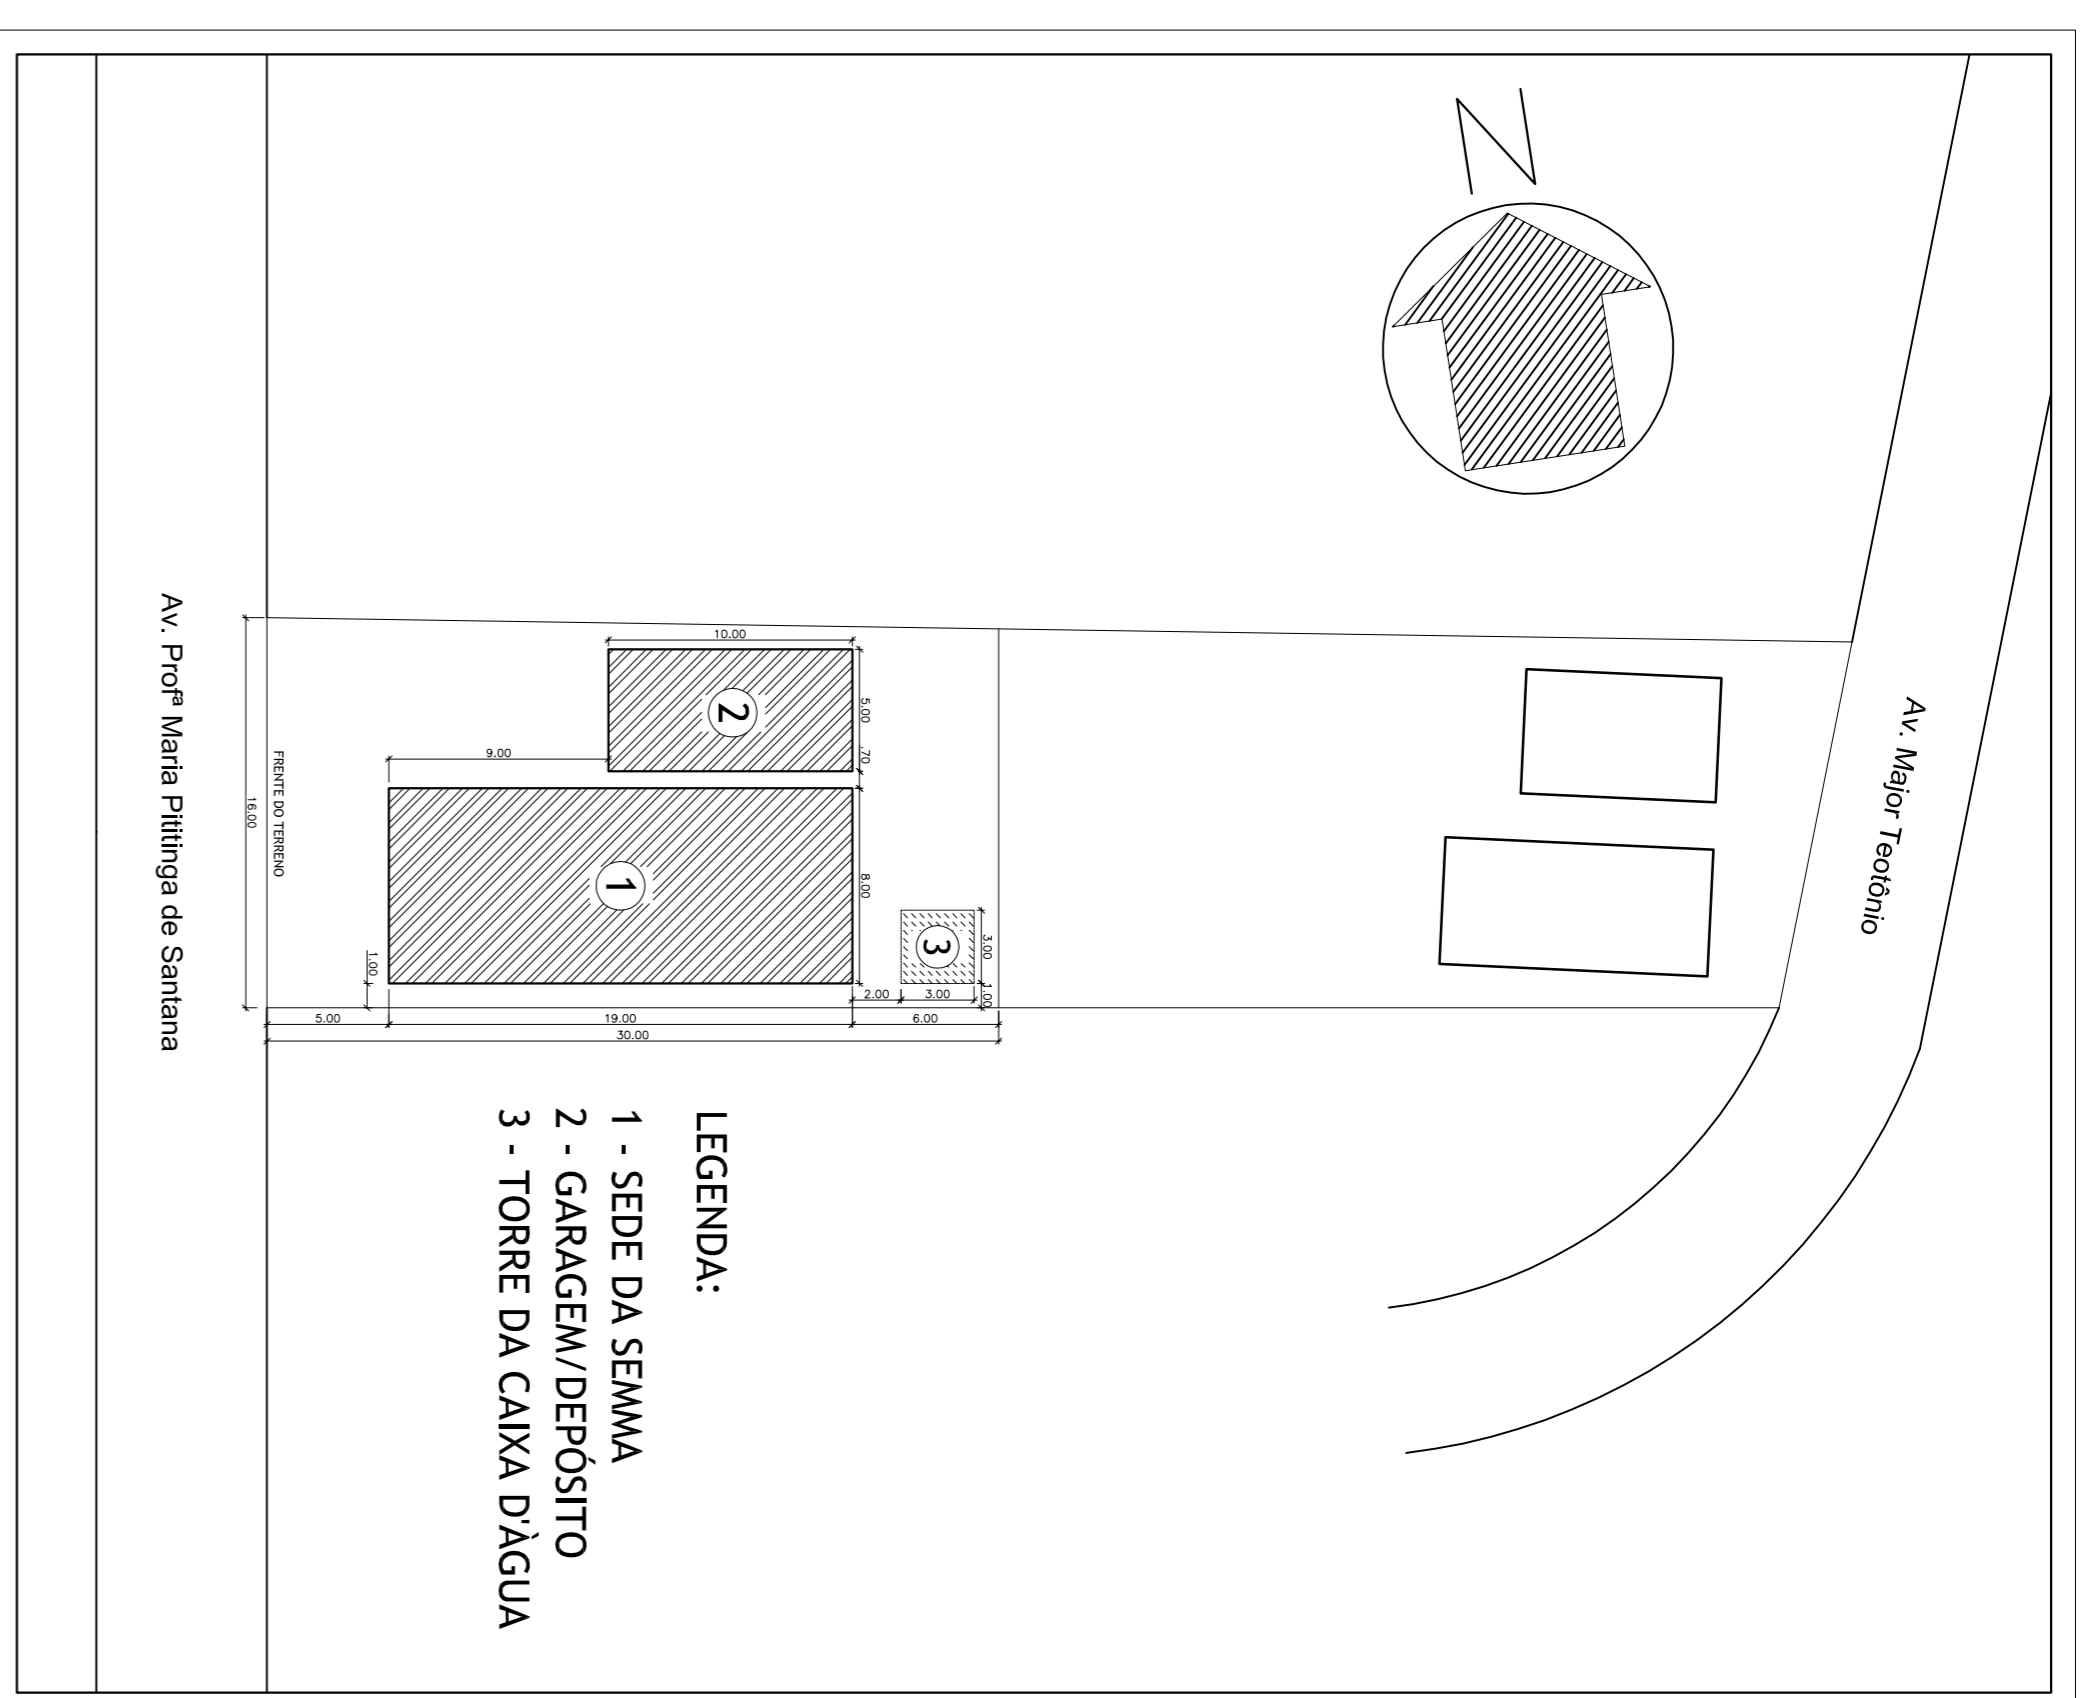 N
Av. Major Teotônio
3.00
1.00
3
2.00
3.00
6.00
5.00
.70
8.00
10.00
2
9.00
1
19.00
30.00
1.00
5.00
FRENTE DO TERRENO
16.00
Av. Profª Maria Pititinga de Santana
LEGENDA:
1 - SEDE DA SEMMA
2 - GARAGEM/DEPÓSITO
3 - TORRE DA CAIXA D'ÀGUA